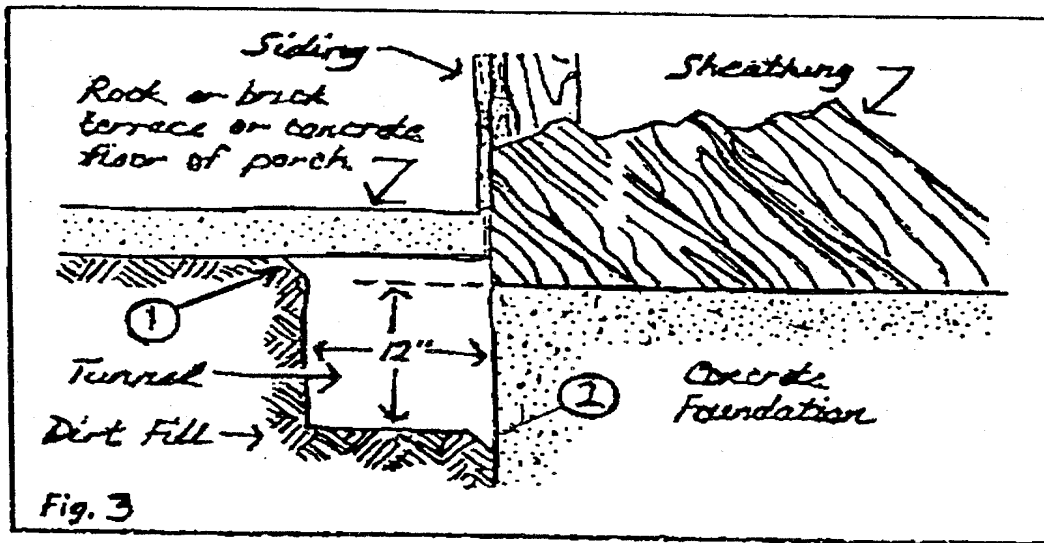 Siding
Sheathing
Rock or brick
terrace or concrete
floor of porch
1
12"
Tunnel
2
Concrete
Foundation
Dirt Fill
Fig. 3